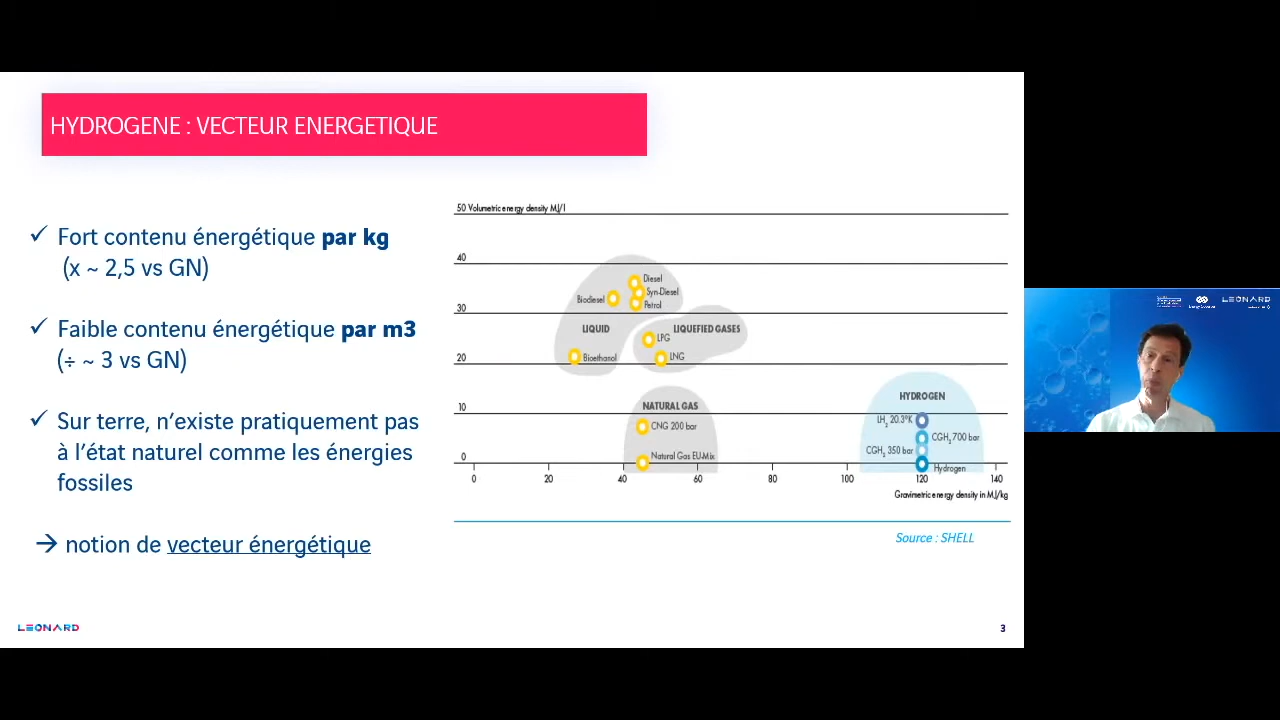 HYDROGENE : VECTEUR ENERGETIQUE
✓ Fort contenu énergétique par kg
(x ~ 2,5 vs GN)
✓ Faible contenu énergétique par m3
(÷ ~ 3 vs GN)
✓ Sur terre, n’existe pratiquement pas
à l’état naturel comme les énergies
fossiles
→ notion de vecteur énergétique
50 Volumetric energy density MJ/l
40
30
20
10
0
Diesel
Syn-Diesel
Biodiesel
Petrol
LIQUID
LIQUEFIED GASES
LPG
Bioethanol
LNG
NATURAL GAS
CNG 200 bar
Natural Gas EU-Mix
HYDROGEN
LH₂ 20.3°K
CGH₂ 700 bar
CGH₂ 350 bar
Hydrogen
0 20 40 60 80 100 120 140
Gravimetric energy density in MJ/kg
Source : SHELL
LEONARD
3
LEONARD